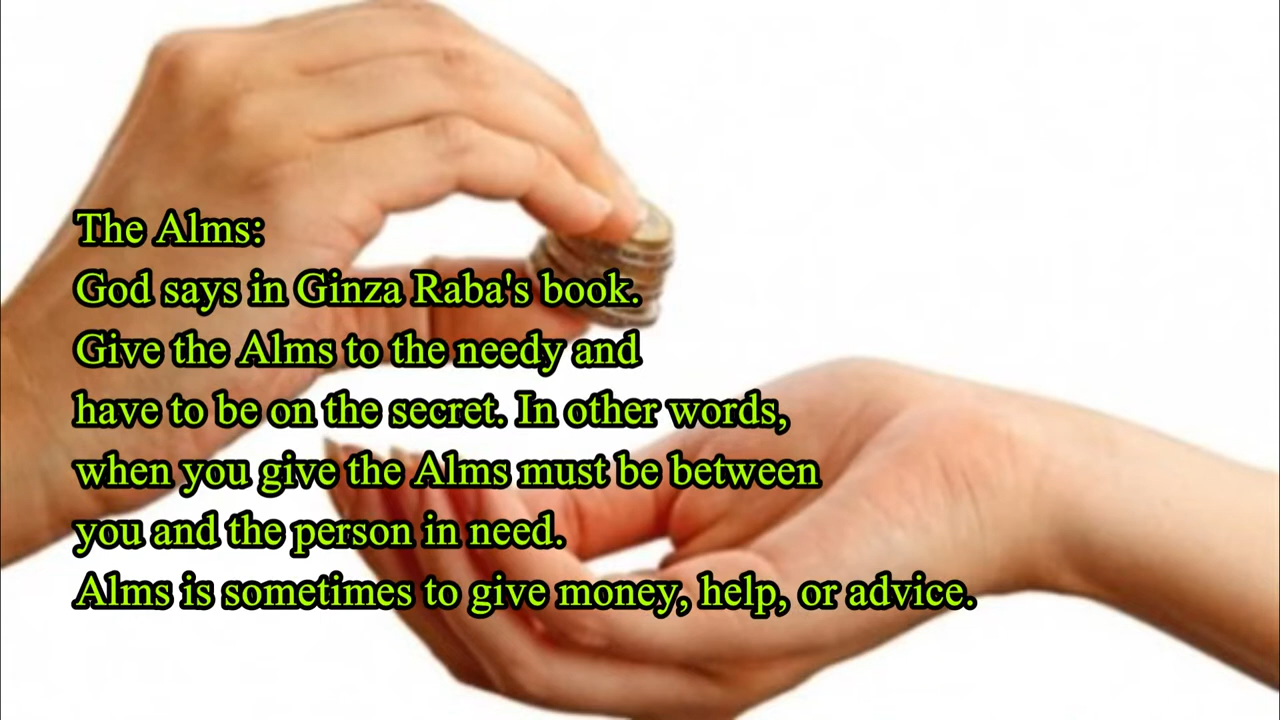 The Alms:
God says in Ginza Raba's book.
Give the Alms to the needy and
have to be on the secret. In other words,
when you give the Alms must be between
you and the person in need.
Alms is sometimes to give money, help, or advice.